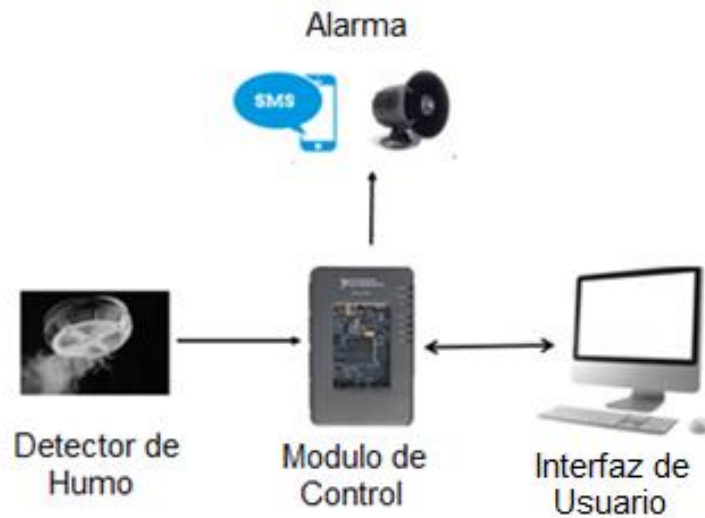 Alarma
SMS
Detector de
Humo
Modulo de
Control
Interfaz de
Usuario